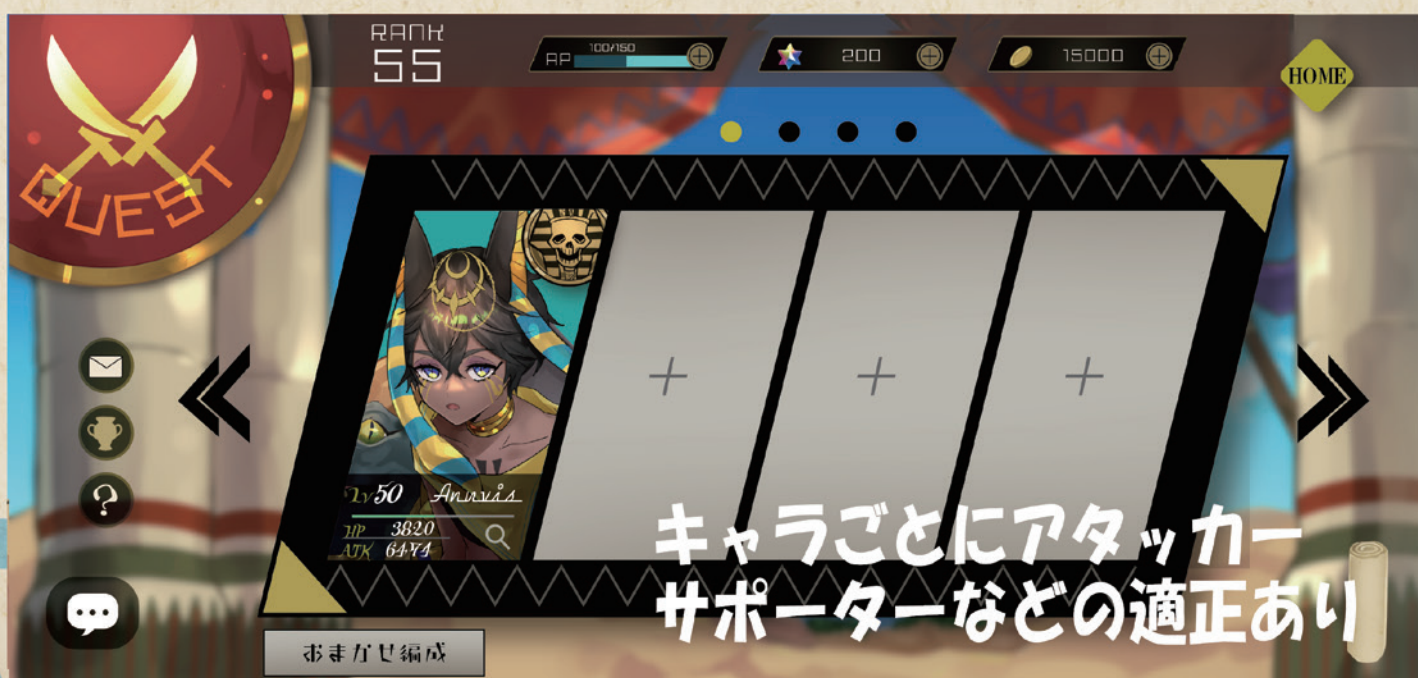 QUEST
RANK
55
AP 100/150
200
15000
HOME
Lv50 Anuvis
HP 3820
ATK 6474
キャラごとにアタッカー
サポーターなどの適正あり
おまかせ編成